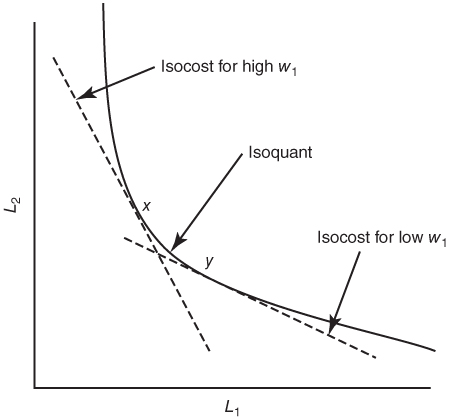 Isocost for high w1
Isoquant
x
L2
Isocost for low w1
y
L1